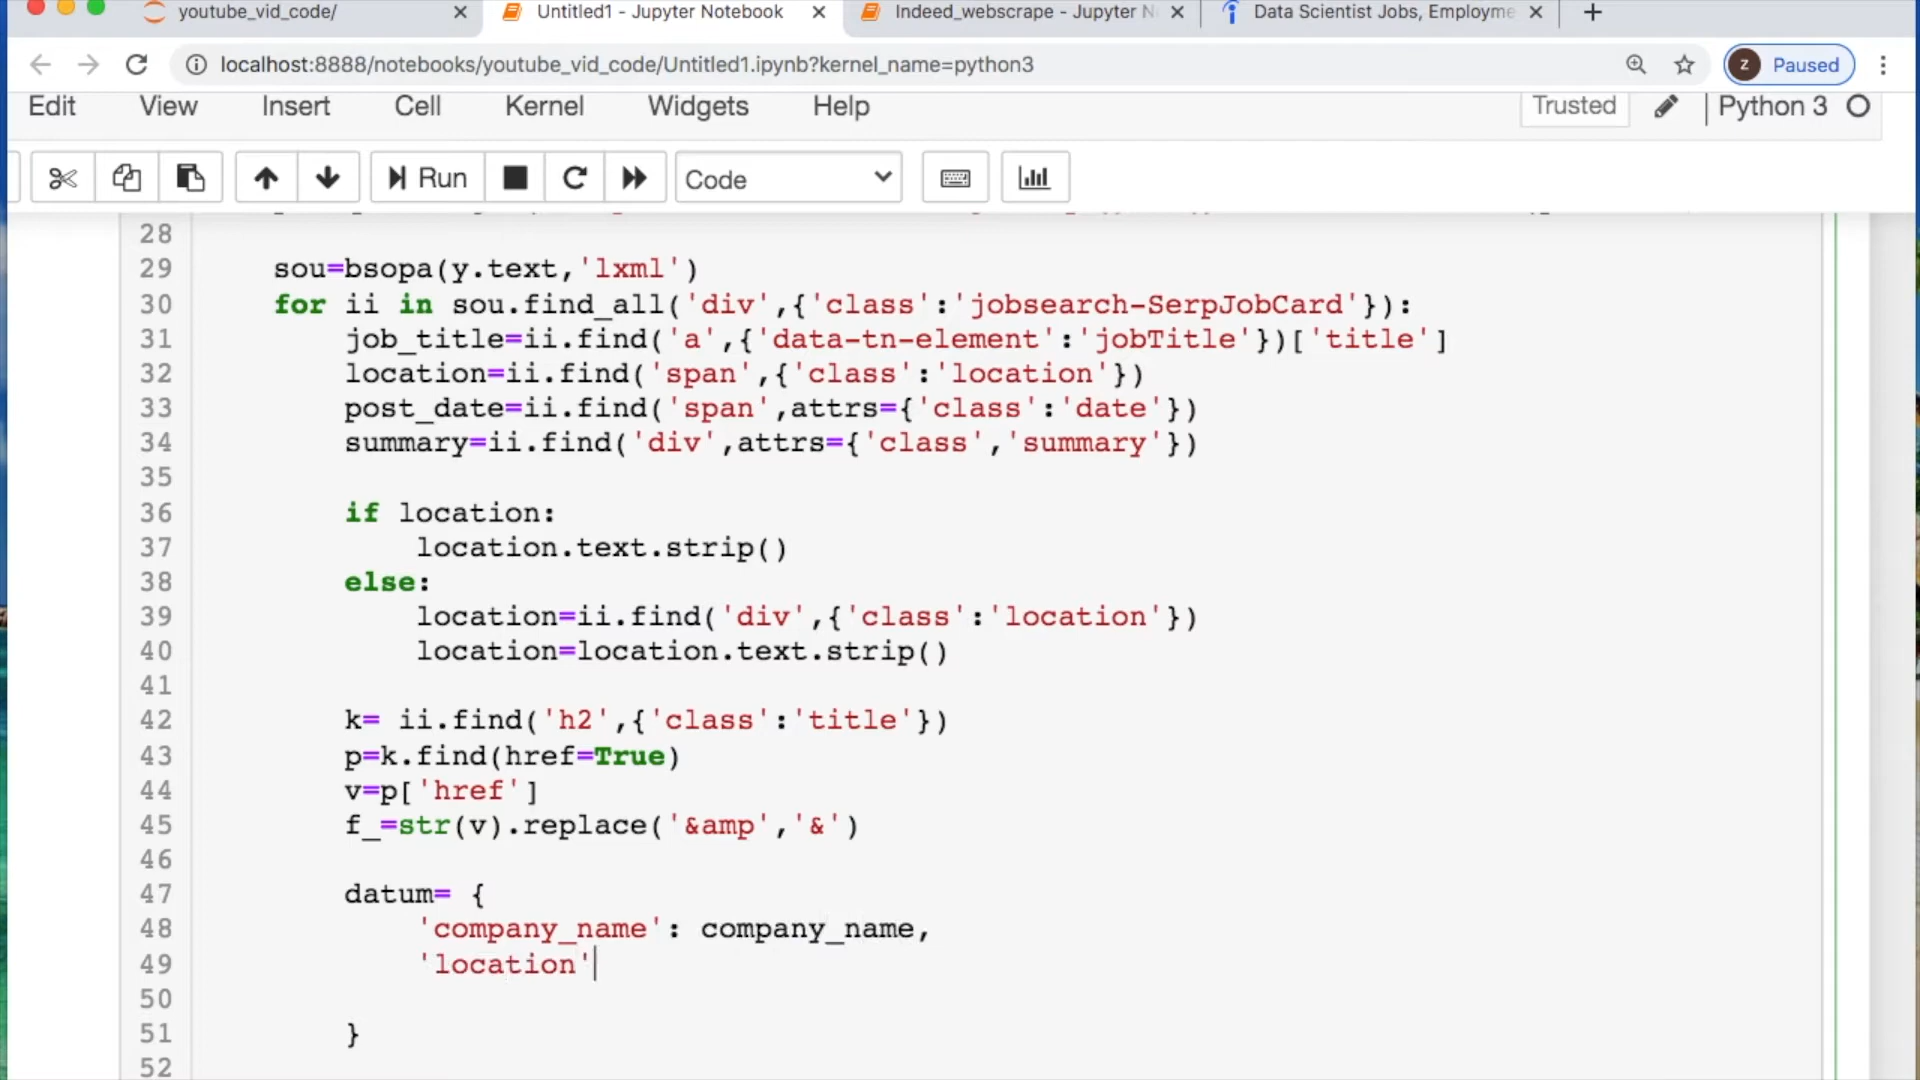 youtube_vid_code/
Untitled1 - Jupyter Notebook
Indeed_webscrape - Jupyter N
Data Scientist Jobs, Employme
localhost:8888/notebooks/youtube_vid_code/Untitled1.ipynb?kernel_name=python3
z Paused
Edit View Insert Cell Kernel Widgets Help
Trusted Python 3
Run Code
28
29 sou=bsopa(y.text,'lxml')
30 for ii in sou.find_all('div',{'class':'jobsearch-SerpJobCard'}):
31 job_title=ii.find('a',{'data-tn-element':'jobTitle'})['title']
32 location=ii.find('span',{'class':'location'})
33 post_date=ii.find('span',attrs={'class':'date'})
34 summary=ii.find('div',attrs={'class','summary'})
35
36 if location:
37 location.text.strip()
38 else:
39 location=ii.find('div',{'class':'location'})
40 location=location.text.strip()
41
42 k= ii.find('h2',{'class':'title'})
43 p=k.find(href=True)
44 v=p['href']
45 f_=str(v).replace('&amp','&')
46
47 datum= {
48 'company_name': company_name,
49 'location'
50
51 }
52